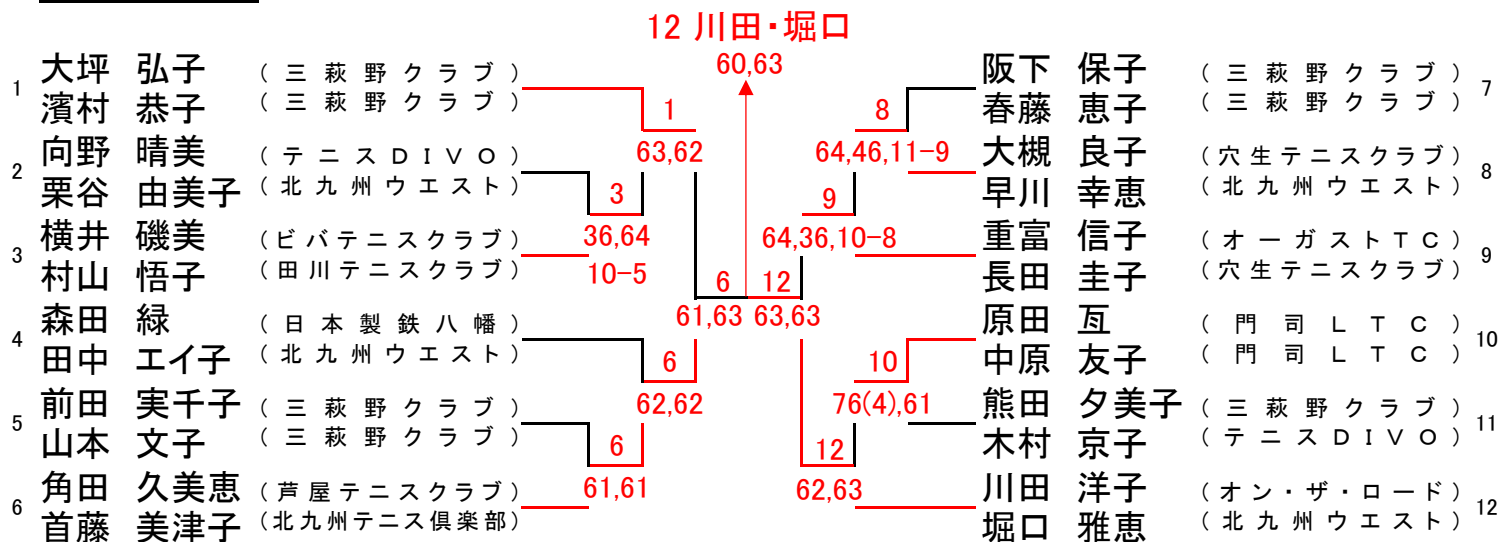 12 川田・堀口
60,63
1
大坪 弘子 (三萩野クラブ)
濱村 恭子 (三萩野クラブ)
2
向野 晴美 (テニスDIVO)
栗谷 由美子 (北九州ウエスト)
3
横井 磯美 (ビバテニスクラブ)
村山 悟子 (田川テニスクラブ)
4
森田 緑 (日本製鉄八幡)
田中 エイ子 (北九州ウエスト)
5
前田 実千子 (三萩野クラブ)
山本 文子 (三萩野クラブ)
6
角田 久美恵 (芦屋テニスクラブ)
首藤 美津子 (北九州テニス倶楽部)
1
63,62
3
36,64
10-5
6
61,63
6
62,62
6
61,61
8
64,46,11-9
9
64,36,10-8
12
63,63
10
76(4),61
12
62,63
阪下 保子 (三萩野クラブ)
春藤 恵子 (三萩野クラブ)
7
大槻 良子 (穴生テニスクラブ)
早川 幸恵 (北九州ウエスト)
8
重富 信子 (オーガストTC)
長田 圭子 (穴生テニスクラブ)
9
原田 亙 (門司LTC)
中原 友子 (門司LTC)
10
熊田 夕美子 (三萩野クラブ)
木村 京子 (テニスDIVO)
11
川田 洋子 (オン・ザ・ロード)
堀口 雅恵 (北九州ウエスト)
12